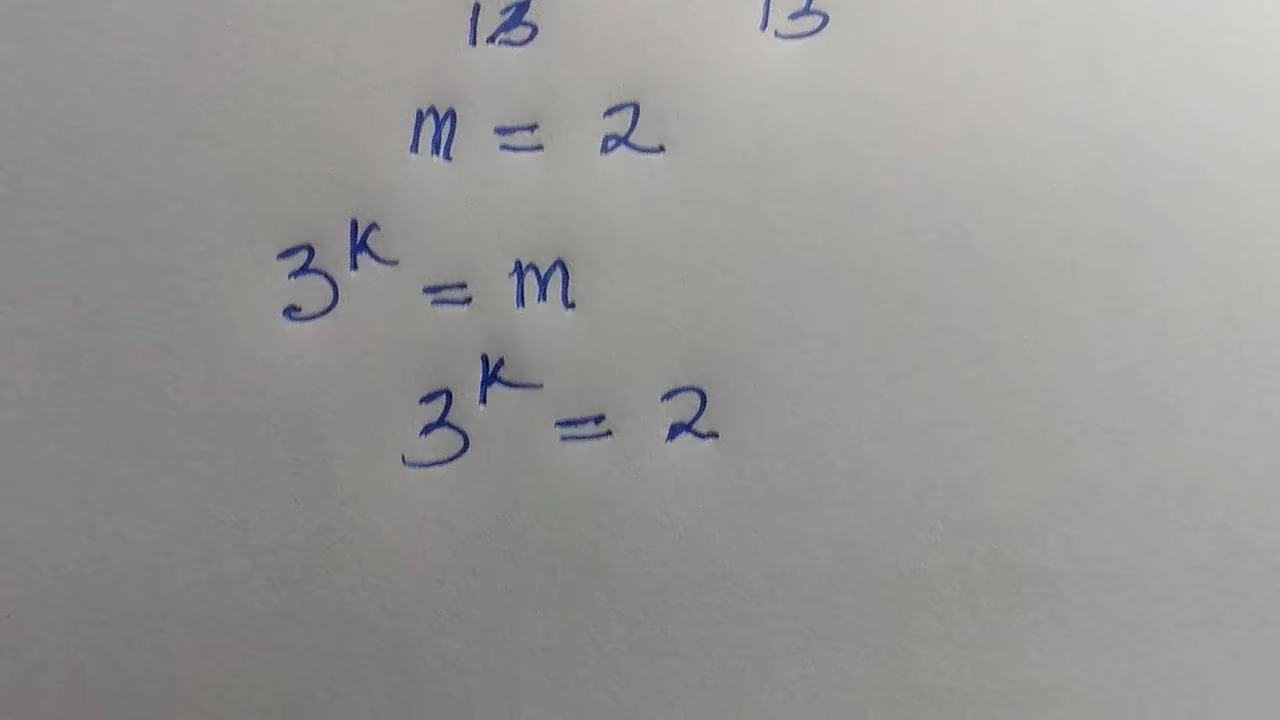 13 13
m = 2
3^k = m
3^k = 2